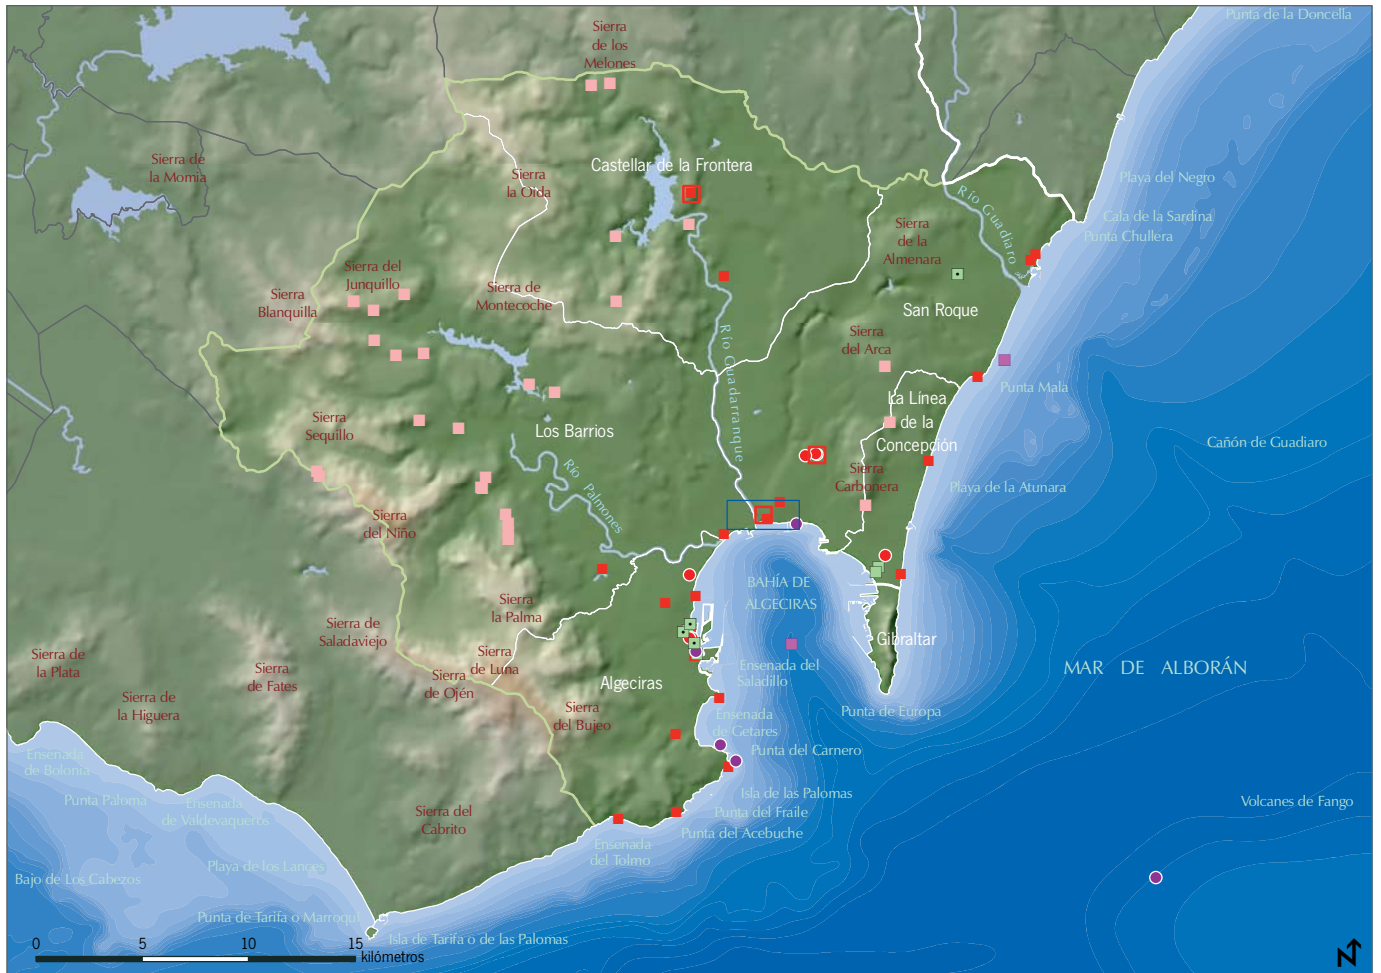 Punta de la Doncella
Sierra
de los
Melones
Sierra de
la Momia
Castellar de la Frontera
Sierra
la Oida
Playa del Negro
Río Guadiaro
Cala de la Sardina
Punta Chullera
Sierra
de la
Almenara
Sierra del
Junquillo
Sierra
Blanquilla
Sierra de
Montecoche
San Roque
Río Guadarranque
Sierra
del Arca
Punta Mala
La Línea
de la
Concepción
Sierra
Sequillo
Los Barrios
Cañón de Guadiaro
Río Palmones
Sierra
Carbonera
Playa de la Atunara
Sierra
del Niño
BAHÍA DE
ALGECIRAS
Sierra
la Palma
Sierra de
Saladaviejo
Gibraltar
Sierra de
la Plata
Sierra
de Fates
Sierra
de Luna
Sierra
de Ojén
Algeciras
Ensenada del
Saladillo
MAR DE ALBORÁN
Sierra de
la Higuera
Sierra
del Bujeo
Ensenada
de Getares
Punta de Europa
Ensenada
de Bolonia
Punta del Carnero
Punta Paloma
Ensenada
de Valdevaqueros
Isla de las Palomas
Volcanes de Fango
Sierra del
Cabrito
Punta del Fraile
Punta del Acebuche
Ensenada
del Tolmo
Playa de los Lances
Bajo de Los Cabezos
Punta de Tarifa o Marroquí
Isla de Tarifa o de las Palomas
0 5 10 15
kilómetros
N